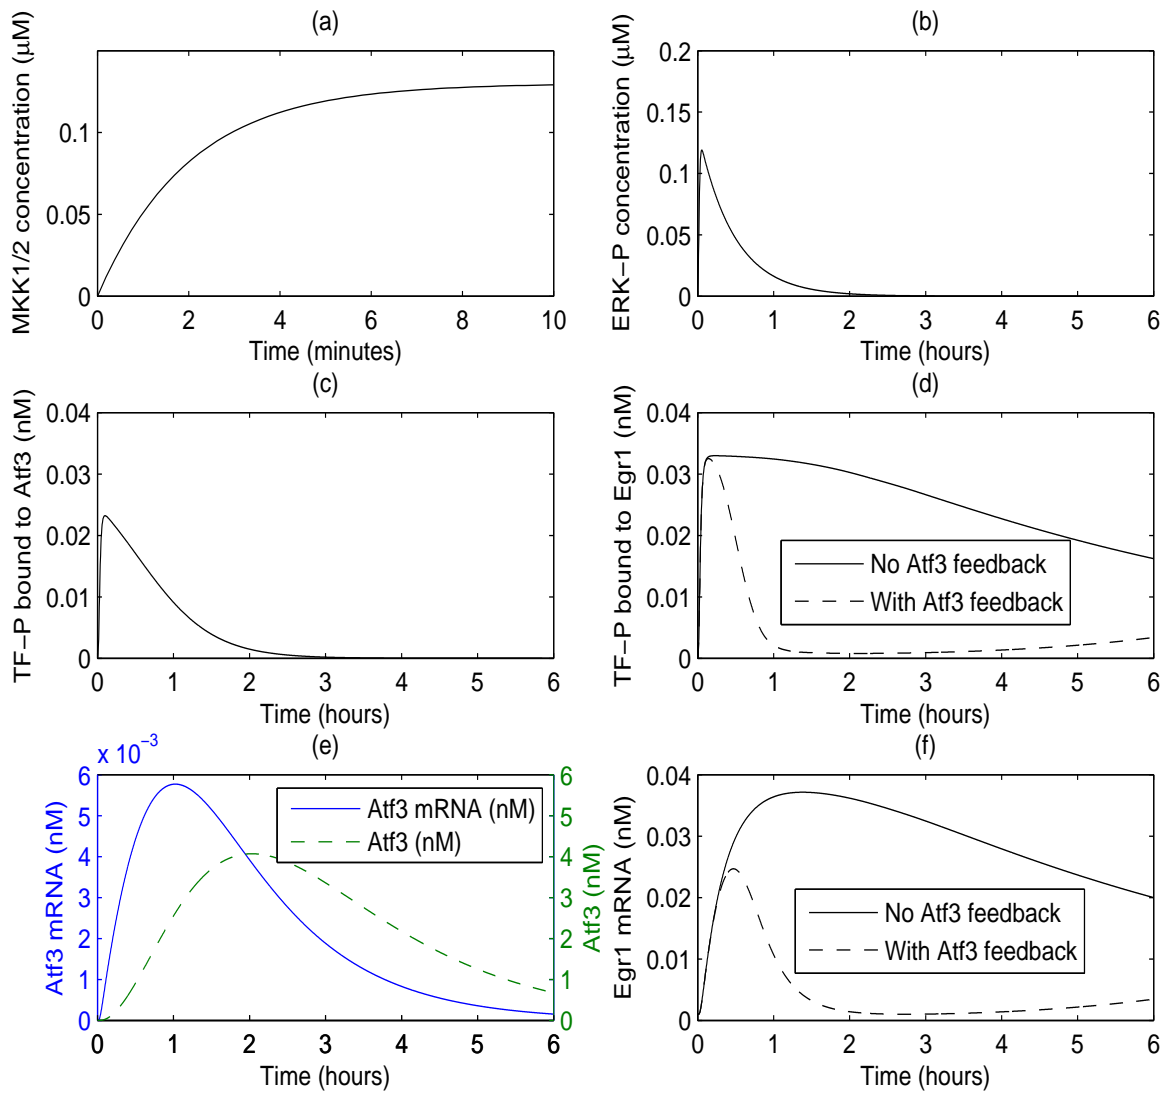 (a)
MKK1/2 concentration (μM)
0.1
0.05
0
0 2 4 6 8 10
Time (minutes)
(b)
ERK−P concentration (μM)
0.2
0.15
0.1
0.05
0
0 1 2 3 4 5 6
Time (hours)
(c)
TF−P bound to Atf3 (nM)
0.04
0.03
0.02
0.01
0
0 1 2 3 4 5 6
Time (hours)
(d)
TF−P bound to Egr1 (nM)
0.04
0.03
0.02
0.01
0
No Atf3 feedback
With Atf3 feedback
0 1 2 3 4 5 6
Time (hours)
(e)
x 10−3
Atf3 mRNA (nM)
6
5
4
3
2
1
0
Atf3 mRNA (nM)
Atf3 (nM)
6
5
4
3
2
1
0
Atf3 (nM)
0 1 2 3 4 5 6
Time (hours)
(f)
Egr1 mRNA (nM)
0.04
0.03
0.02
0.01
0
No Atf3 feedback
With Atf3 feedback
0 1 2 3 4 5 6
Time (hours)